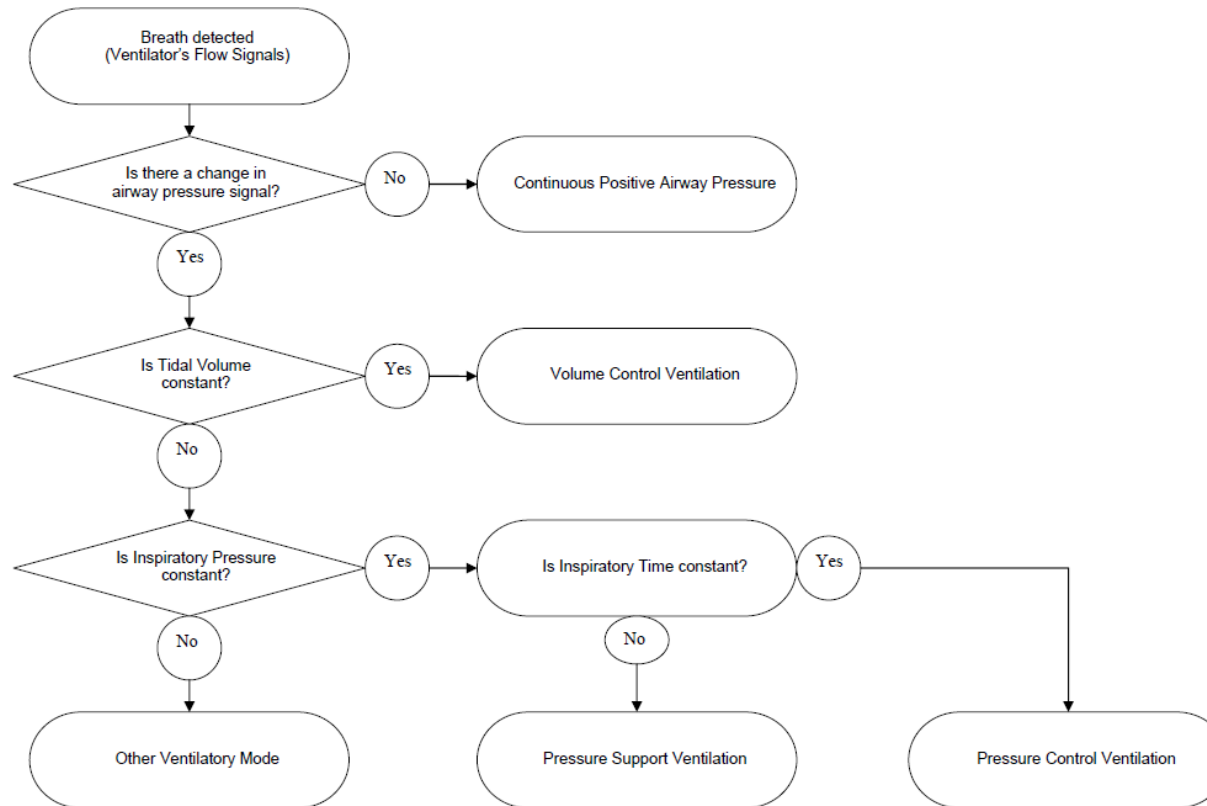 Breath detected
(Ventilator's Flow Signals)
Is there a change in
airway pressure signal?
No
Continuous Positive Airway Pressure
Yes
Is Tidal Volume
constant?
Yes
Volume Control Ventilation
No
Is Inspiratory Pressure
constant?
Yes
Is Inspiratory Time constant?
Yes
No
No
Other Ventilatory Mode
Pressure Support Ventilation
Pressure Control Ventilation